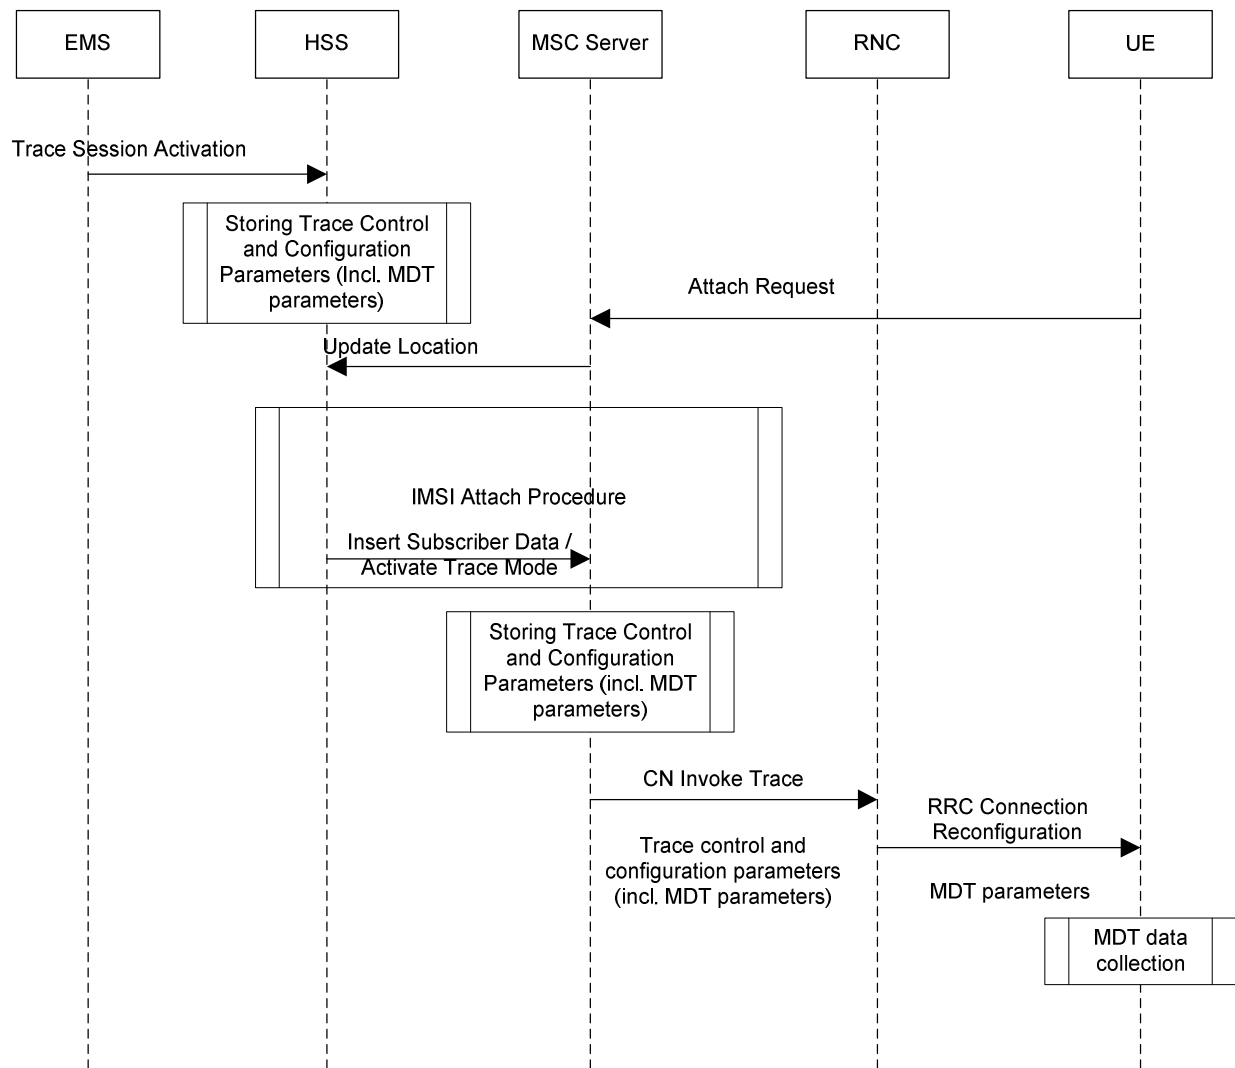 EMS
HSS
MSC Server
RNC
UE
Trace Session Activation
Storing Trace Control
and Configuration
Parameters (Incl. MDT
parameters)
Attach Request
Update Location
IMSI Attach Procedure
Insert Subscriber Data /
Activate Trace Mode
Storing Trace Control
and Configuration
Parameters (incl. MDT
parameters)
CN Invoke Trace
Trace control and
configuration parameters
(incl. MDT parameters)
RRC Connection
Reconfiguration
MDT parameters
MDT data
collection